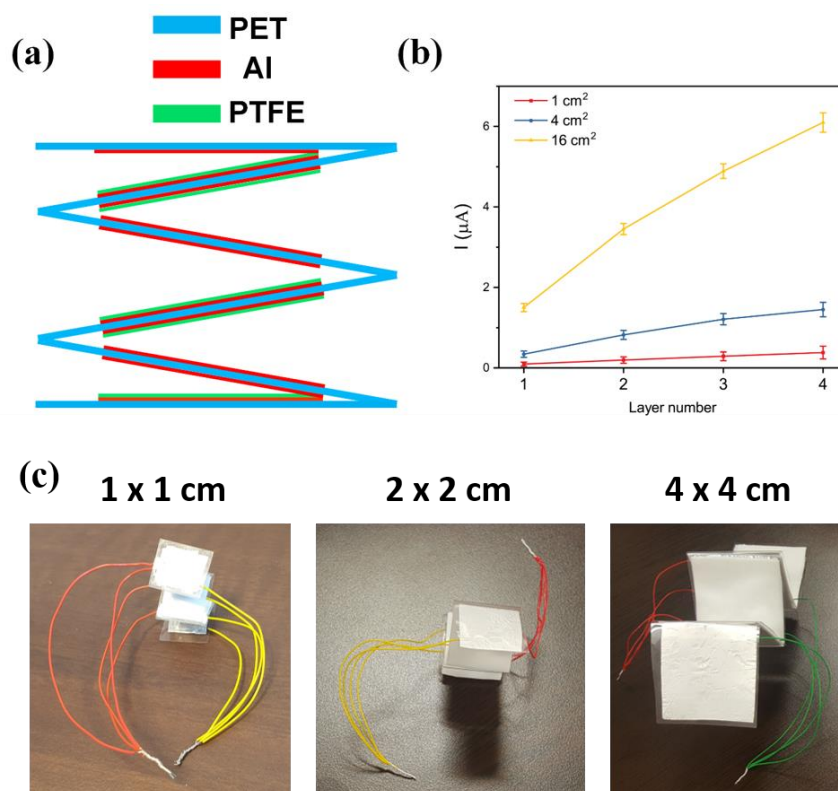 (a)
PET
Al
PTFE
(b)
1 cm²
4 cm²
16 cm²
I (μA)
6
4
2
0
1 2 3 4
Layer number
(c)
1 x 1 cm
2 x 2 cm
4 x 4 cm